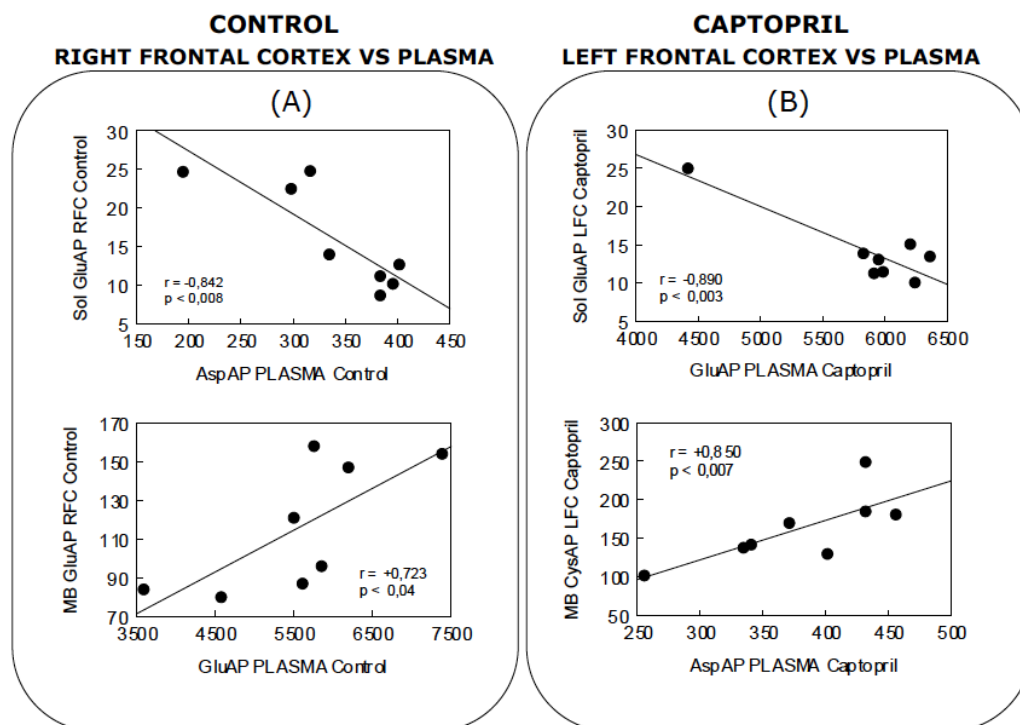 CONTROL
RIGHT FRONTAL CORTEX VS PLASMA
(A)
Sol GluAP RFC Control
30
25
20
15
10
5
r = -0,842
p < 0,008
150 200 250 300 350 400 450
AspAP PLASMA Control
MB GluAP RFC Control
170
150
130
110
90
70
r = +0,723
p < 0,04
3500 4500 5500 6500 7500
GluAP PLASMA Control
CAPTOPRIL
LEFT FRONTAL CORTEX VS PLASMA
(B)
Sol GluAP LFC Captopril
30
25
20
15
10
5
r = -0,890
p < 0,003
4000 4500 5000 5500 6000 6500
GluAP PLASMA Captopril
MB CysAP LFC Captopril
300
250
200
150
100
50
r = +0,850
p < 0,007
250 300 350 400 450 500
AspAP PLASMA Captopril